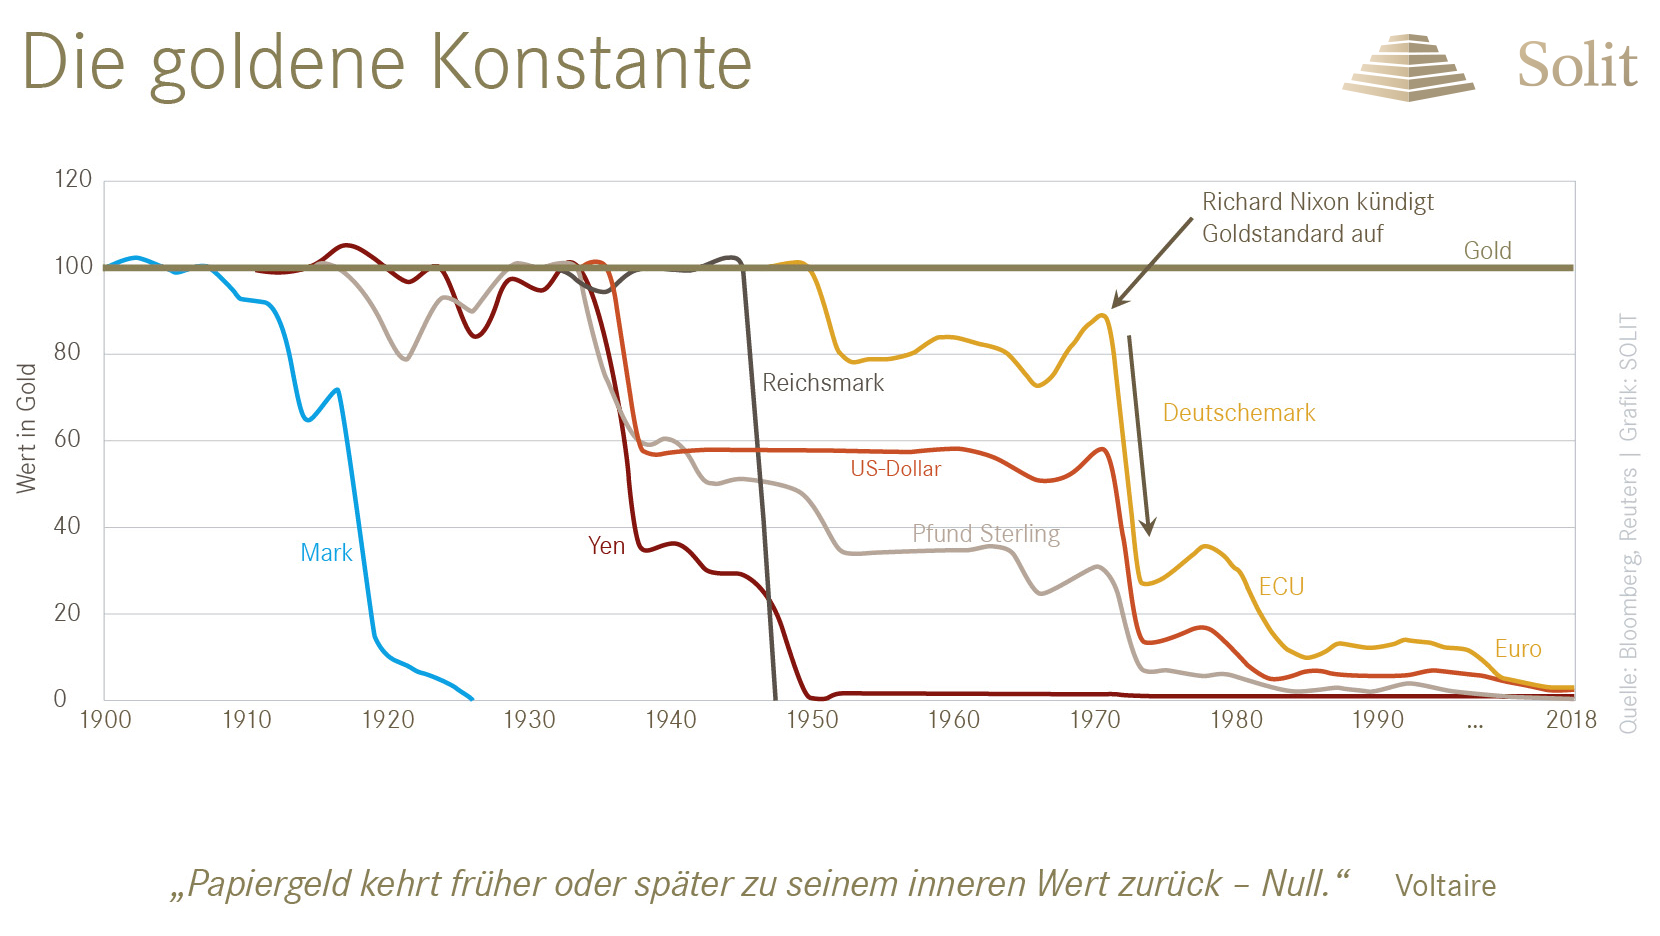 Die goldene Konstante
Solit
Wert in Gold
120
100
80
60
40
20
0
Richard Nixon kündigt
Goldstandard auf
Gold
Reichsmark
Deutschemark
US-Dollar
Pfund Sterling
Yen
Mark
ECU
Euro
1900 1910 1920 1930 1940 1950 1960 1970 1980 1990 ... 2018
Quelle: Bloomberg, Reuters | Grafik: SOLIT
„Papiergeld kehrt früher oder später zu seinem inneren Wert zurück – Null.“ Voltaire